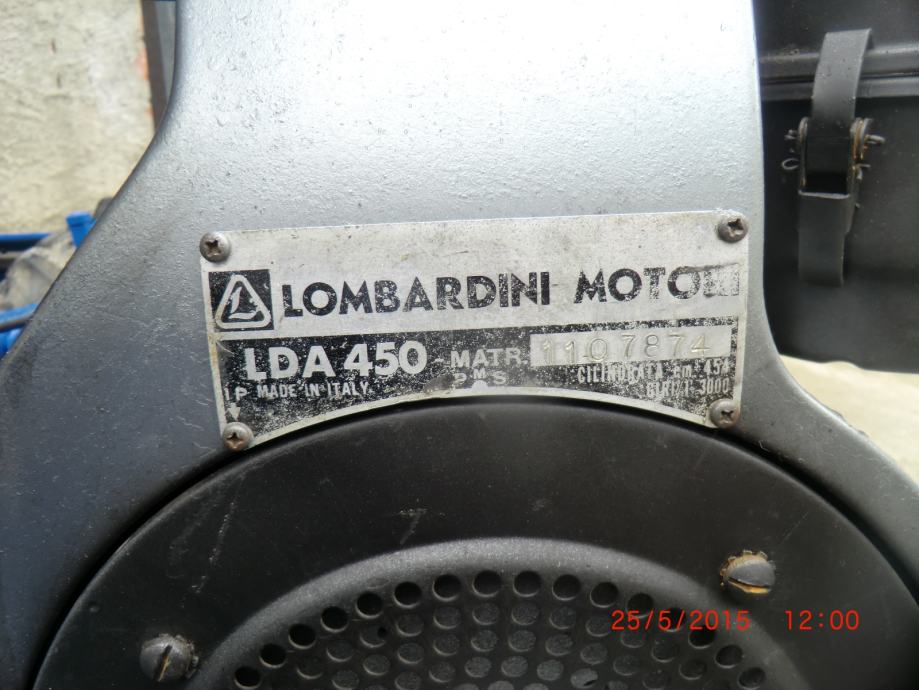 LOMBARDINI MOTORI
LDA 450 - MATR. 1107874
I P MADE IN ITALY P.M.S. CILINDRATA cm³ 454
GIRI/1' 3000
25/5/2015 12:00